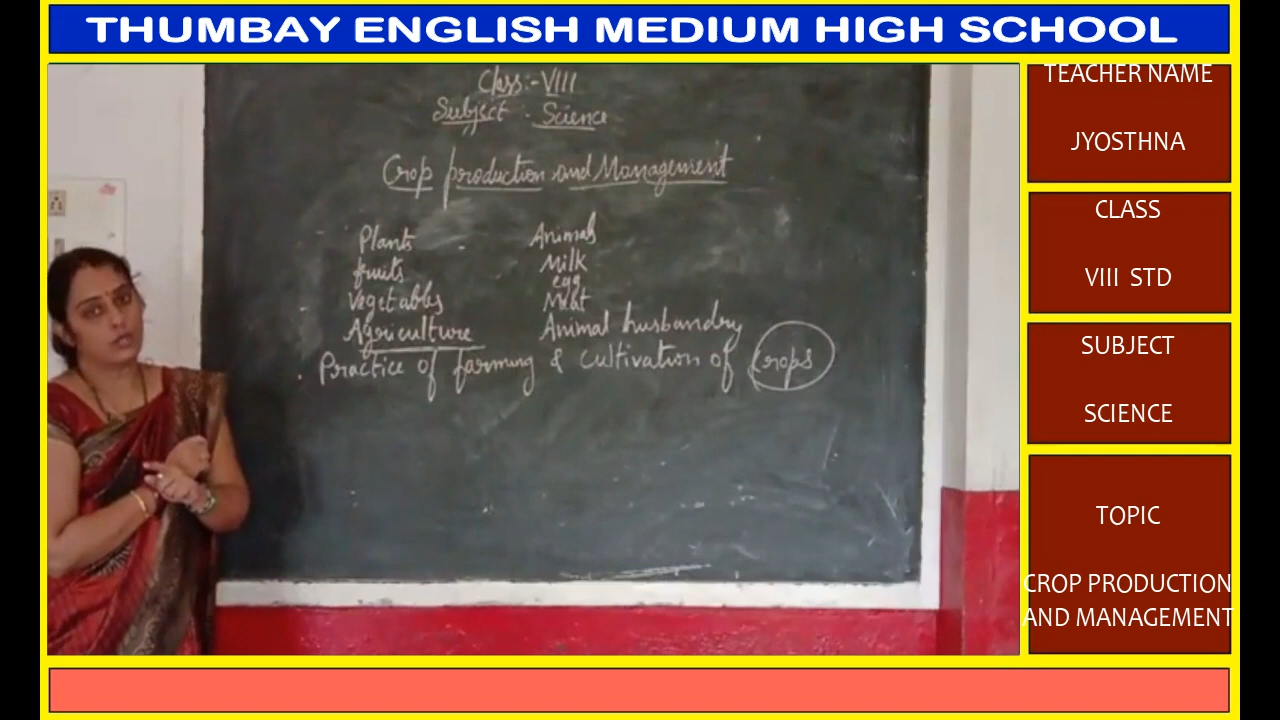 THUMBAY ENGLISH MEDIUM HIGH SCHOOL
Class:-VIII
Subject : Science
Crop production and Management
Plants Animals
fruits Milk
egg
Vegetables Meat
Agriculture Animal husbandry
Practice of farming & cultivation of Crops
TEACHER NAME
JYOSTHNA
CLASS
VIII STD
SUBJECT
SCIENCE
TOPIC
CROP PRODUCTION
AND MANAGEMENT